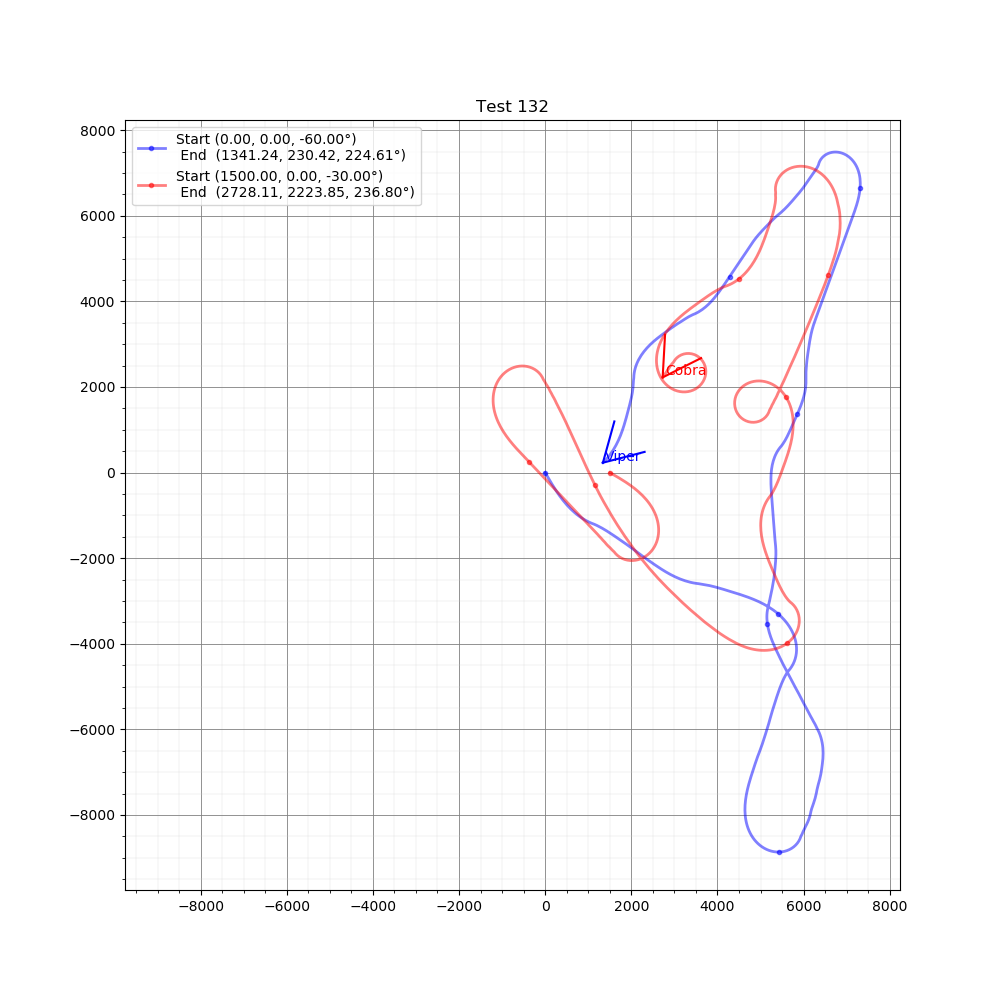 Test 132
Start (0.00, 0.00, -60.00°)
End  (1341.24, 230.42, 224.61°)
Start (1500.00, 0.00, -30.00°)
End  (2728.11, 2223.85, 236.80°)
8000
6000
4000
2000
0
−2000
−4000
−6000
−8000
Cobra
Viper
−8000 −6000 −4000 −2000 0 2000 4000 6000 8000